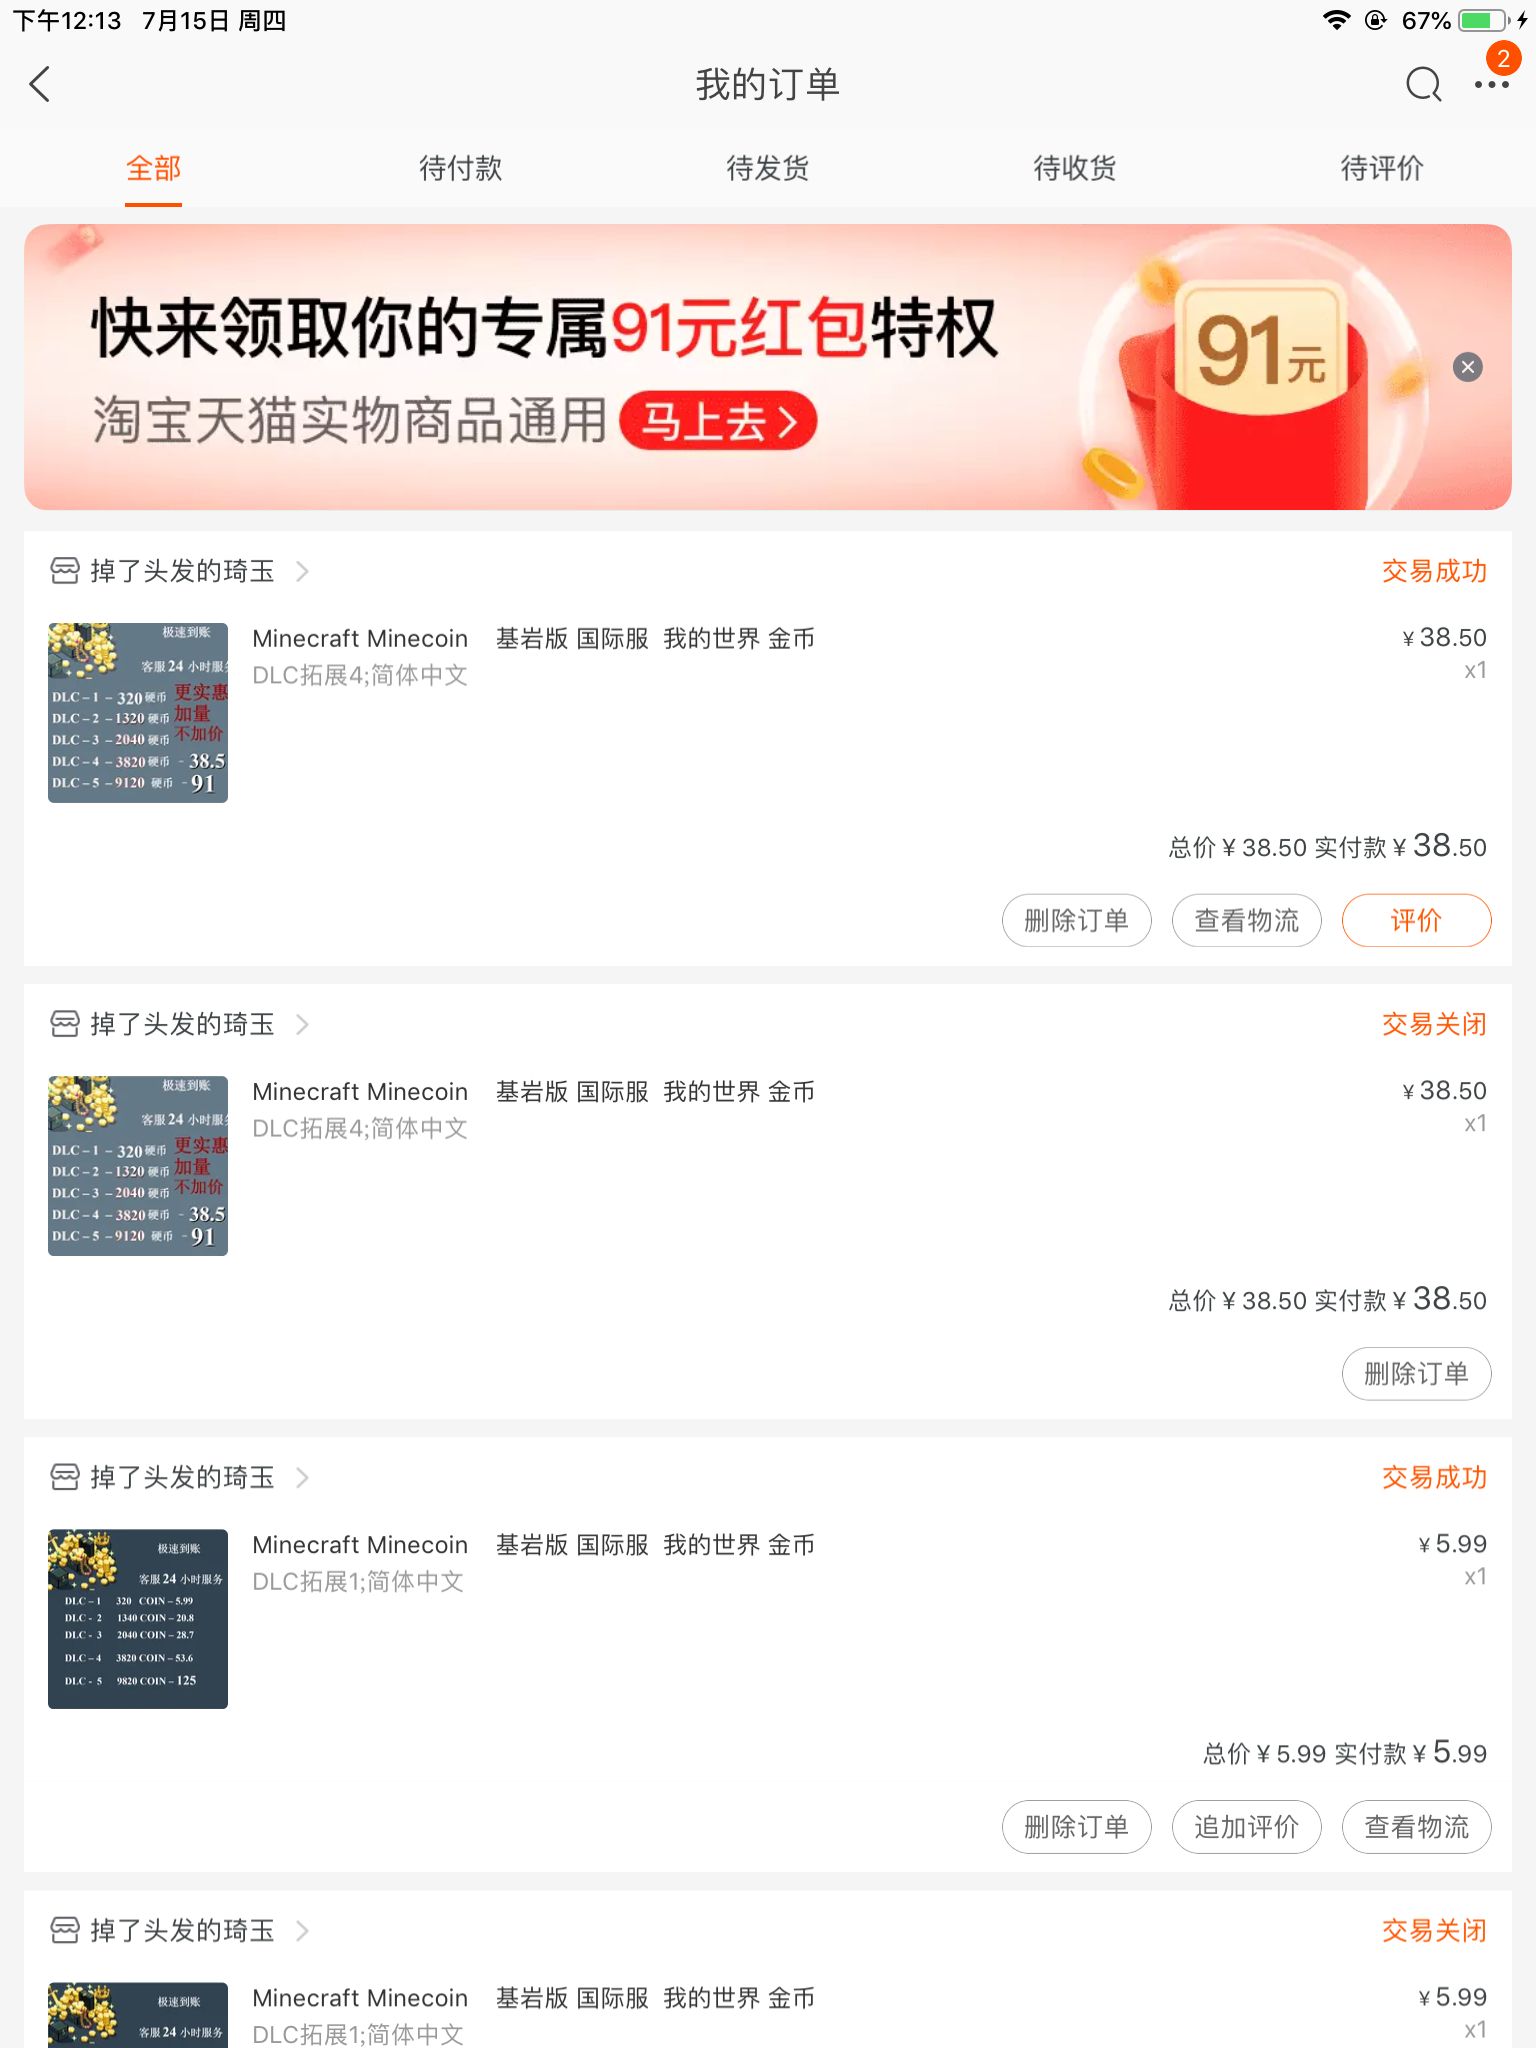 下午12:13 7月15日 周四 67%
我的订单
2
全部 待付款 待发货 待收货 待评价
快来领取你的专属91元红包特权
淘宝天猫实物商品通用 马上去
91元
掉了头发的琦玉 交易成功
极速到账
客服24小时服务
DLC-1-320硬币 更实惠
DLC-2-1320硬币 加量
DLC-3-2040硬币 不加价
DLC-4-3820硬币 -38.5
DLC-5-9120 硬币 -91
Minecraft Minecoin 基岩版 国际服 我的世界 金币 ¥38.50
DLC拓展4;简体中文 x1
总价¥38.50 实付款¥38.50
删除订单 查看物流 评价
掉了头发的琦玉 交易关闭
极速到账
客服24小时服务
DLC-1-320硬币 更实惠
DLC-2-1320硬币 加量
DLC-3-2040硬币 不加价
DLC-4-3820硬币 -38.5
DLC-5-9120 硬币 -91
Minecraft Minecoin 基岩版 国际服 我的世界 金币 ¥38.50
DLC拓展4;简体中文 x1
总价¥38.50 实付款¥38.50
删除订单
掉了头发的琦玉 交易成功
极速到账
客服24小时服务
DLC-1 320 COIN-5.99
DLC-2 1340 COIN-20.8
DLC-3 2040 COIN-28.7
DLC-4 3820 COIN-53.6
DLC-5 9820 COIN-125
Minecraft Minecoin 基岩版 国际服 我的世界 金币 ¥5.99
DLC拓展1;简体中文 x1
总价¥5.99 实付款¥5.99
删除订单 追加评价 查看物流
掉了头发的琦玉 交易关闭
极速到账
客服24小时服务
Minecraft Minecoin 基岩版 国际服 我的世界 金币 ¥5.99
DLC拓展1;简体中文 x1